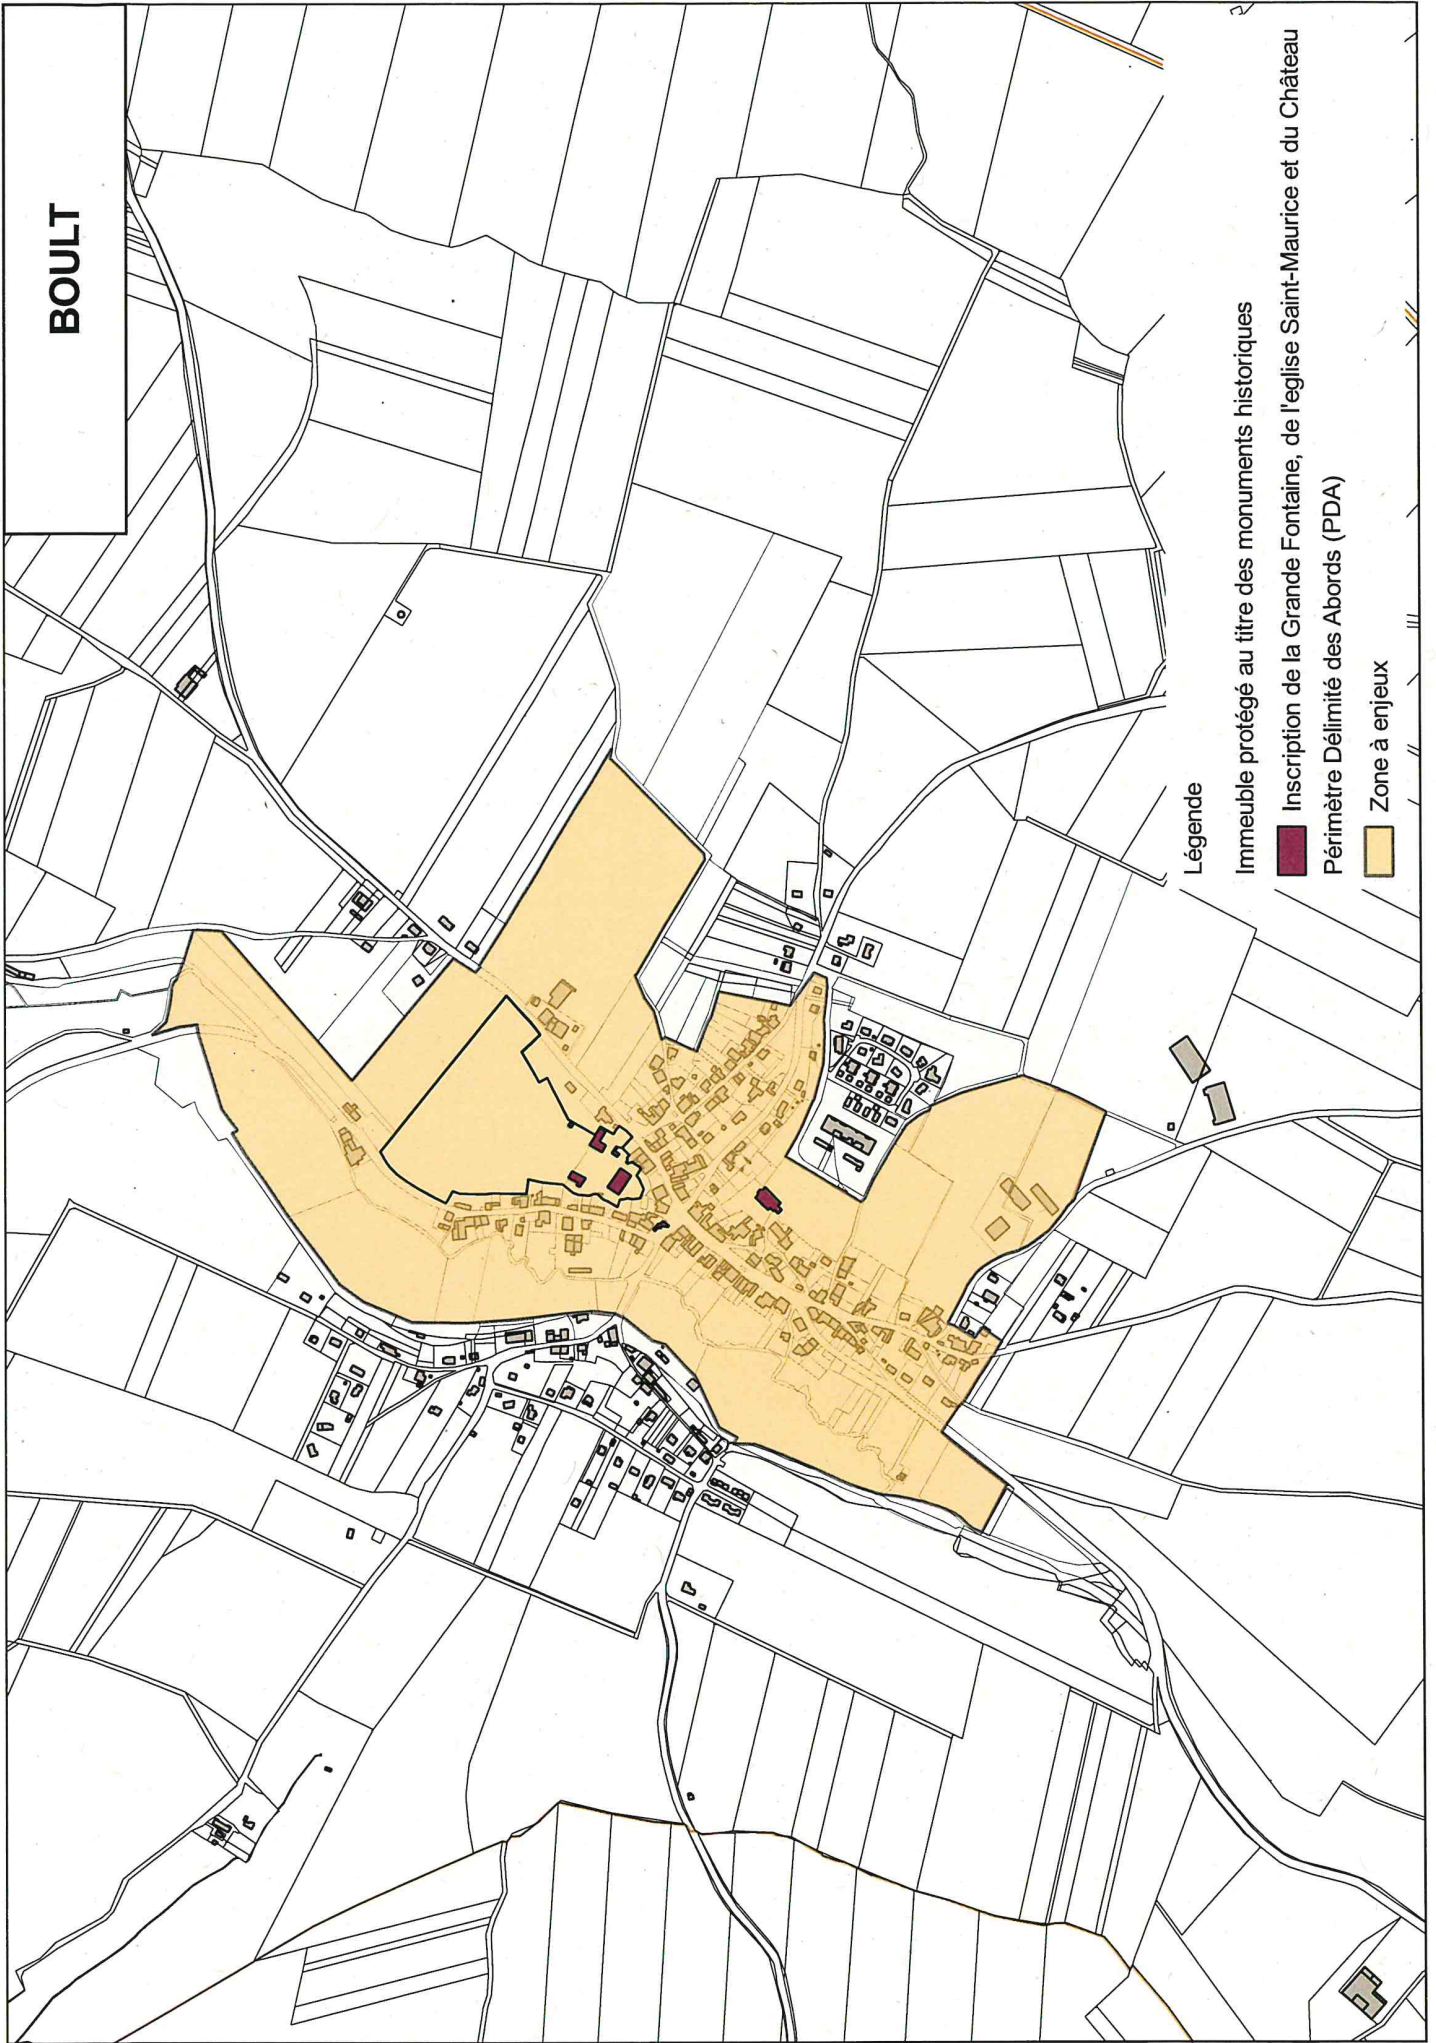 BOULT
Légende
Immeuble protégé au titre des monuments historiques
Inscription de la Grande Fontaine, de l'eglise Saint-Maurice et du Château
Périmètre Délimité des Abords (PDA)
Zone à enjeux